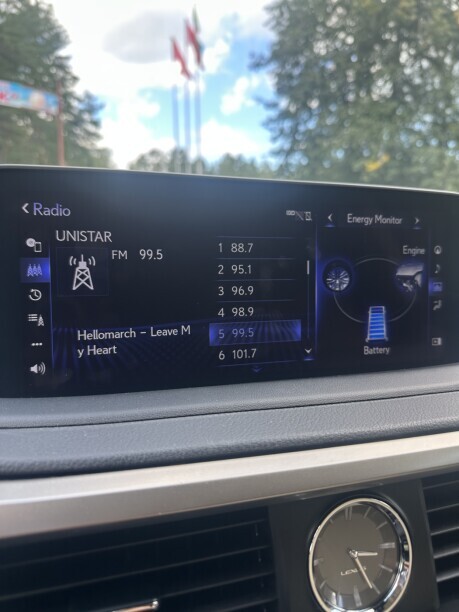 Radio
UNISTAR
FM 99.5
Hellomarch – Leave M
y Heart
1 88.7
2 95.1
3 96.9
4 98.9
5 99.5
6 101.7
Energy Monitor
Engine
Battery
LEXUS